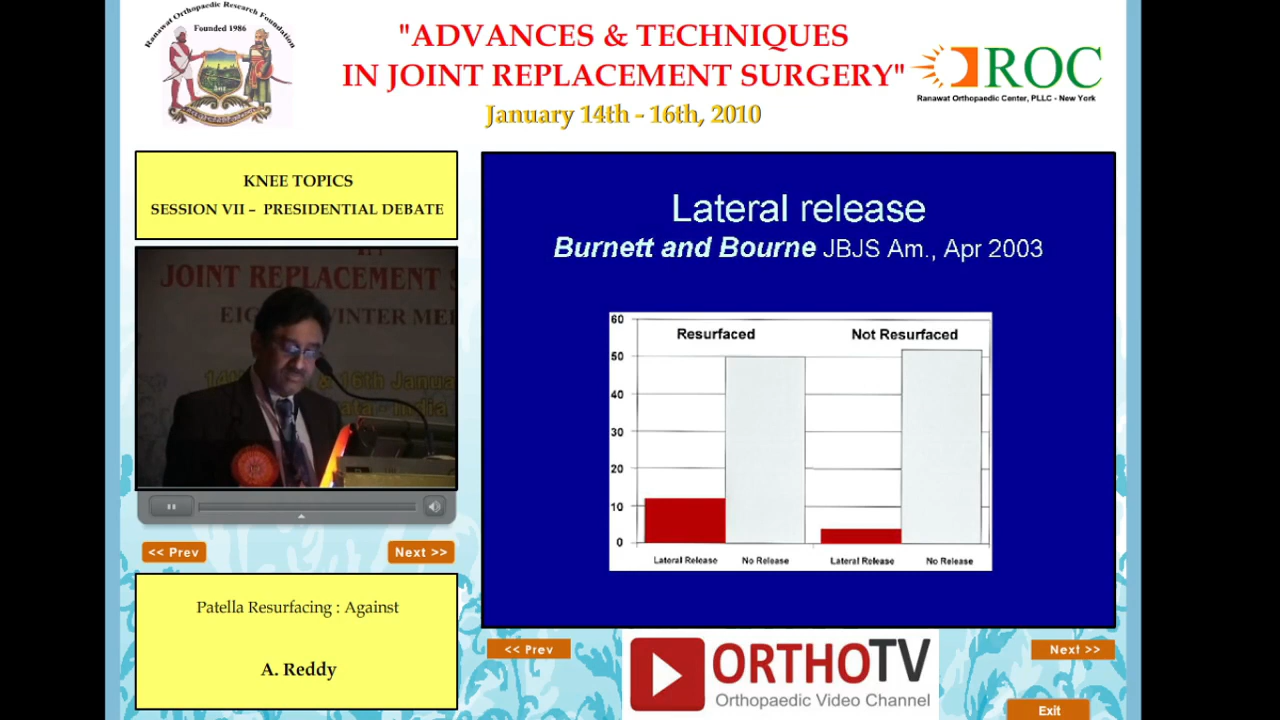 Ranawat Orthopaedic Research Foundation
Founded 1986
"ADVANCES & TECHNIQUES
IN JOINT REPLACEMENT SURGERY"
January 14th - 16th, 2010
ROC
Ranawat Orthopaedic Center, PLLC - New York
KNEE TOPICS
SESSION VII – PRESIDENTIAL DEBATE
JOINT REPLACEMENT
16th January
India
<< Prev
Next >>
Patella Resurfacing : Against
A. Reddy
Lateral release
Burnett and Bourne JBJS Am., Apr 2003
60
50
40
30
20
10
0
Resurfaced
Not Resurfaced
Lateral Release
No Release
Lateral Release
No Release
<< Prev
ORTHOTV
Orthopaedic Video Channel
Next >>
Exit